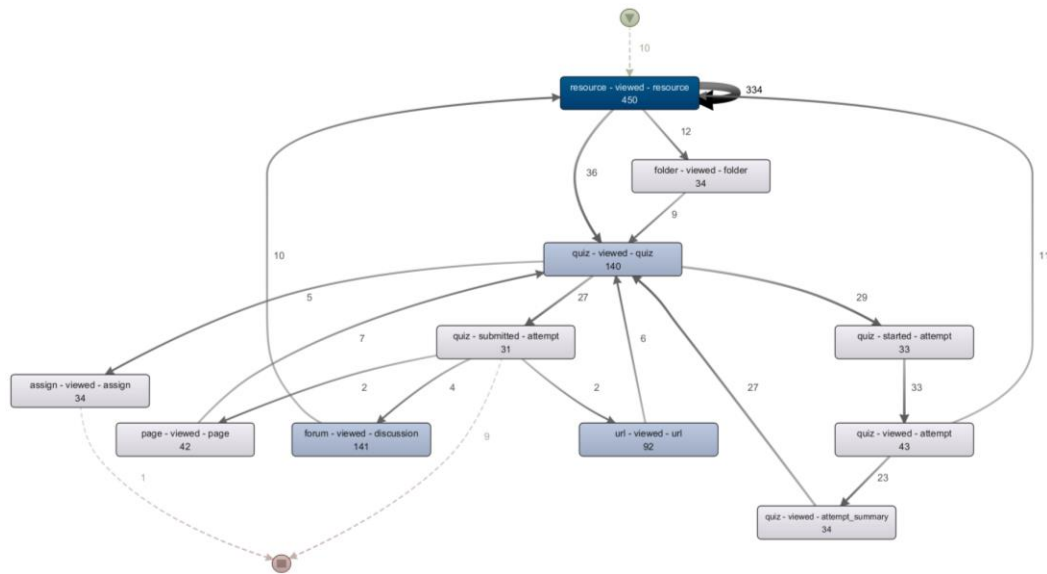 10
resource - viewed - resource
450
334
12
36
folder - viewed - folder
34
9
quiz - viewed - quiz
140
10
11
5
27
29
7
6
quiz - submitted - attempt
31
quiz - started - attempt
33
assign - viewed - assign
34
2
4
2
27
33
page - viewed - page
42
forum - viewed - discussion
141
9
url - viewed - url
92
quiz - viewed - attempt
43
1
23
quiz - viewed - attempt_summary
34